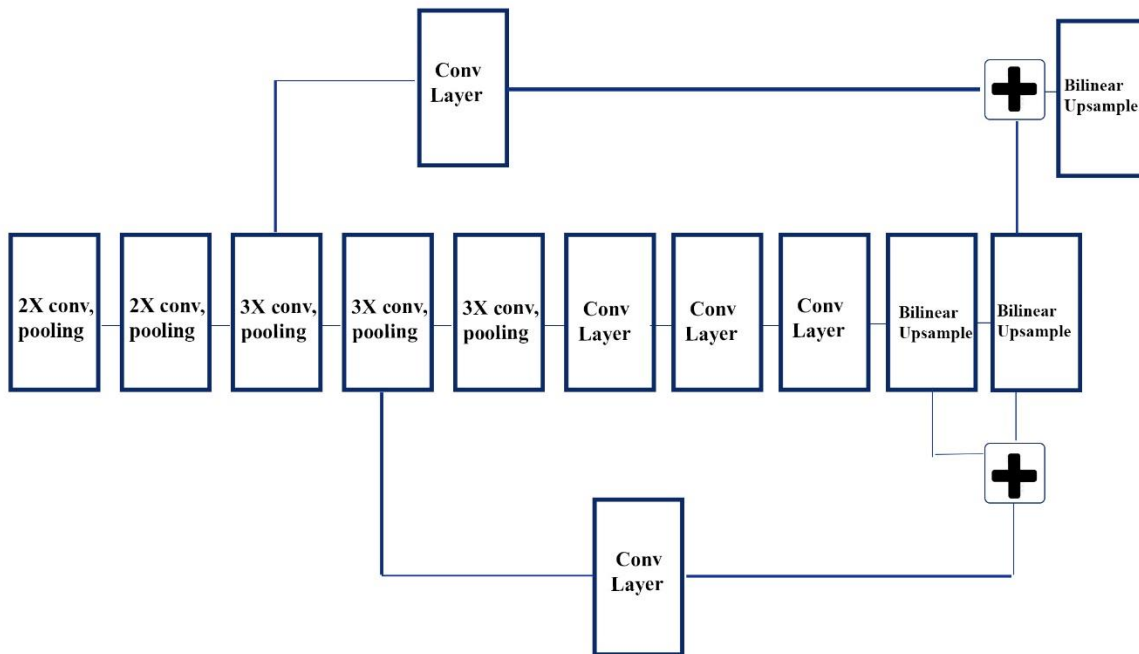 Conv
Layer
Bilinear
Upsample
2X conv,
pooling
2X conv,
pooling
3X conv,
pooling
3X conv,
pooling
3X conv,
pooling
Conv
Layer
Conv
Layer
Conv
Layer
Bilinear
Upsample
Bilinear
Upsample
Conv
Layer